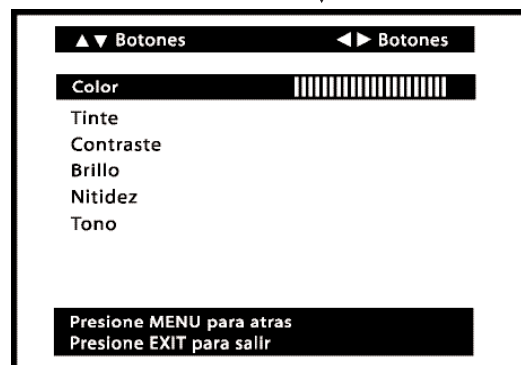 ▲▼ Botones ◀▶ Botones
Color
Tinte
Contraste
Brillo
Nitidez
Tono
Presione MENU para atras
Presione EXIT para salir